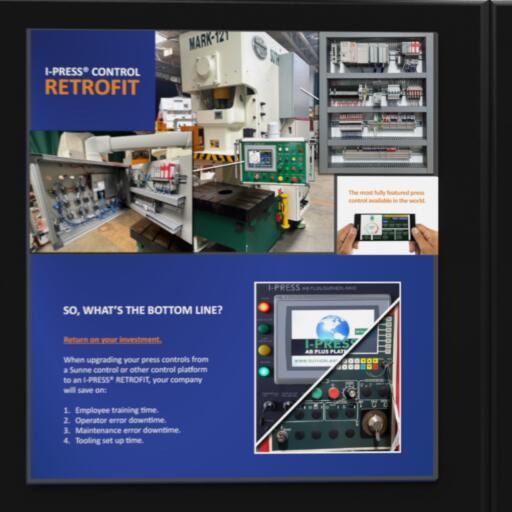 MARK-121
I-PRESS® CONTROL
RETROFIT
The most fully featured press
control available in the world.
SO, WHAT'S THE BOTTOM LINE?
Return on your investment.
When upgrading your press controls from
a Sunne control or other control platform
to an I-PRESS® RETROFIT, your company
will save on:
1. Employee training time.
2. Operator error downtime.
3. Maintenance error downtime.
4. Tooling set up time.
I-PRESS AB PLUS
I-PRESS
AB PLUS